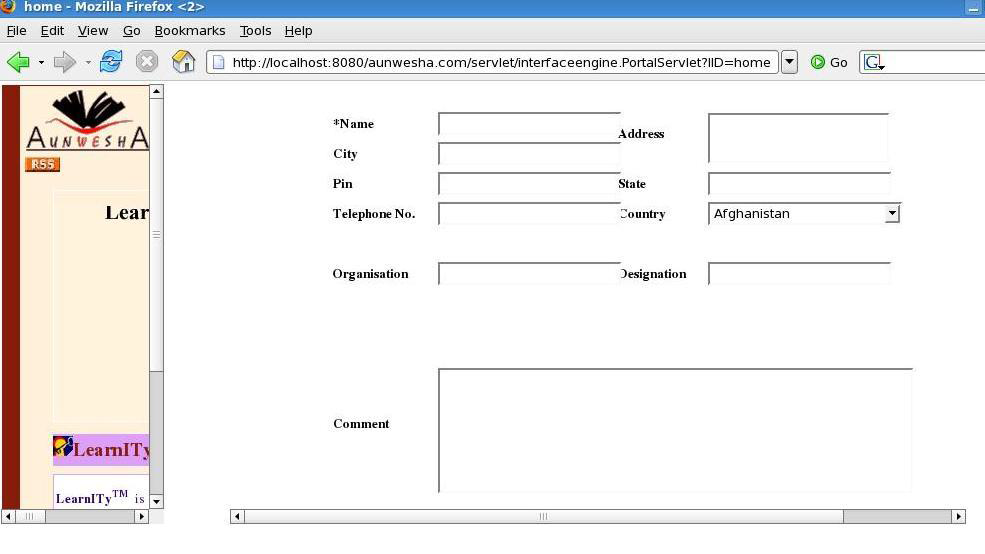 home - Mozilla Firefox <2>
File Edit View Go Bookmarks Tools Help
http://localhost:8080/aunwesha.com/servlet/interfaceengine.PortalServlet?IID=home Go G
AUNWESHA
RSS
Lear
LearnITy
LearnITy™ is
*Name Address
City
Pin State
Telephone No. Country Afghanistan
Organisation Designation
Comment